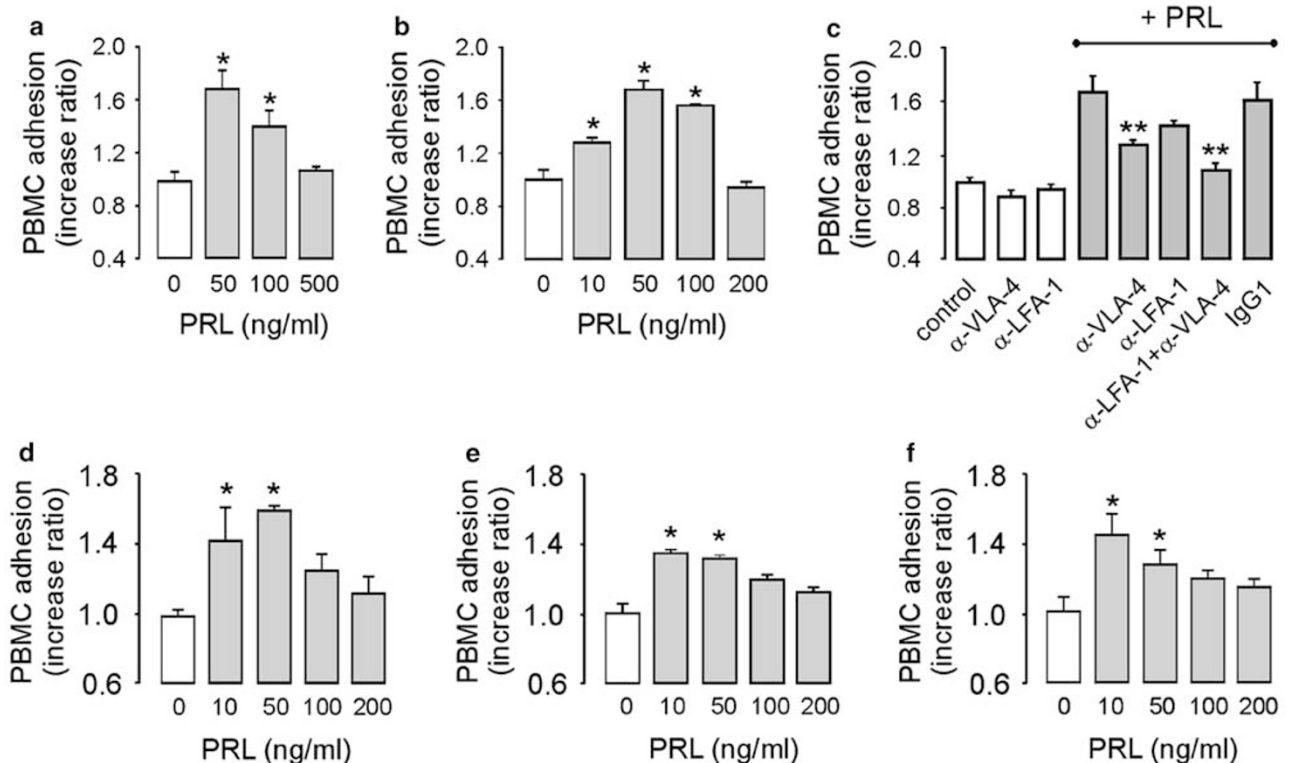 a
PBMC adhesion
(increase ratio)
2.0
1.6
1.2
0.8
0.4
*
*
0 50 100 500
PRL (ng/ml)
b
PBMC adhesion
(increase ratio)
2.0
1.6
1.2
0.8
0.4
*
*
*
0 10 50 100 200
PRL (ng/ml)
c
+ PRL
PBMC adhesion
(increase ratio)
2.0
1.6
1.2
0.8
0.4
**
**
control
α-VLA-4
α-LFA-1
α-VLA-4
α-LFA-1
α-LFA-1+α-VLA-4
IgG1
d
PBMC adhesion
(increase ratio)
1.8
1.4
1.0
0.6
*
*
0 10 50 100 200
PRL (ng/ml)
e
PBMC adhesion
(increase ratio)
1.8
1.4
1.0
0.6
*
*
0 10 50 100 200
PRL (ng/ml)
f
PBMC adhesion
(increase ratio)
1.8
1.4
1.0
0.6
*
*
0 10 50 100 200
PRL (ng/ml)